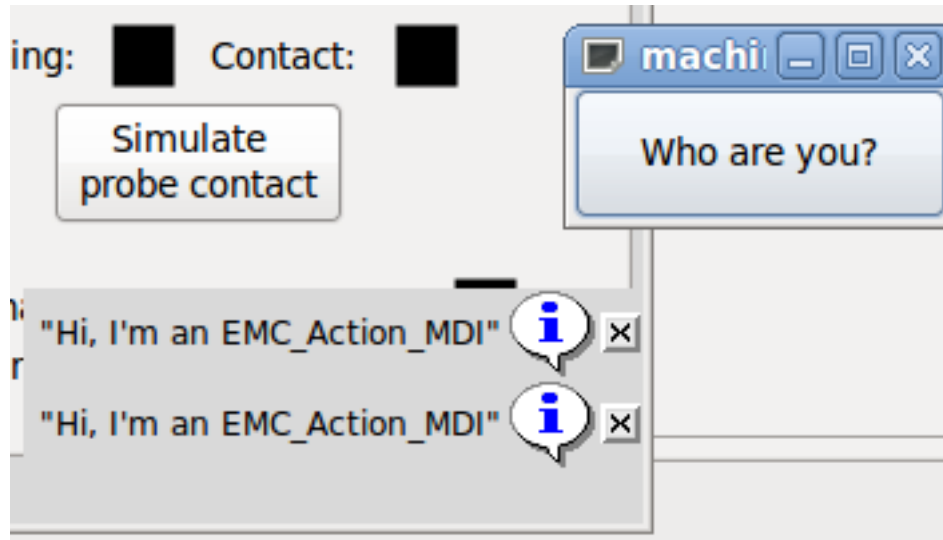 ing:
Contact:
machi
Simulate
probe contact
Who are you?
"Hi, I'm an EMC_Action_MDI"
"Hi, I'm an EMC_Action_MDI"